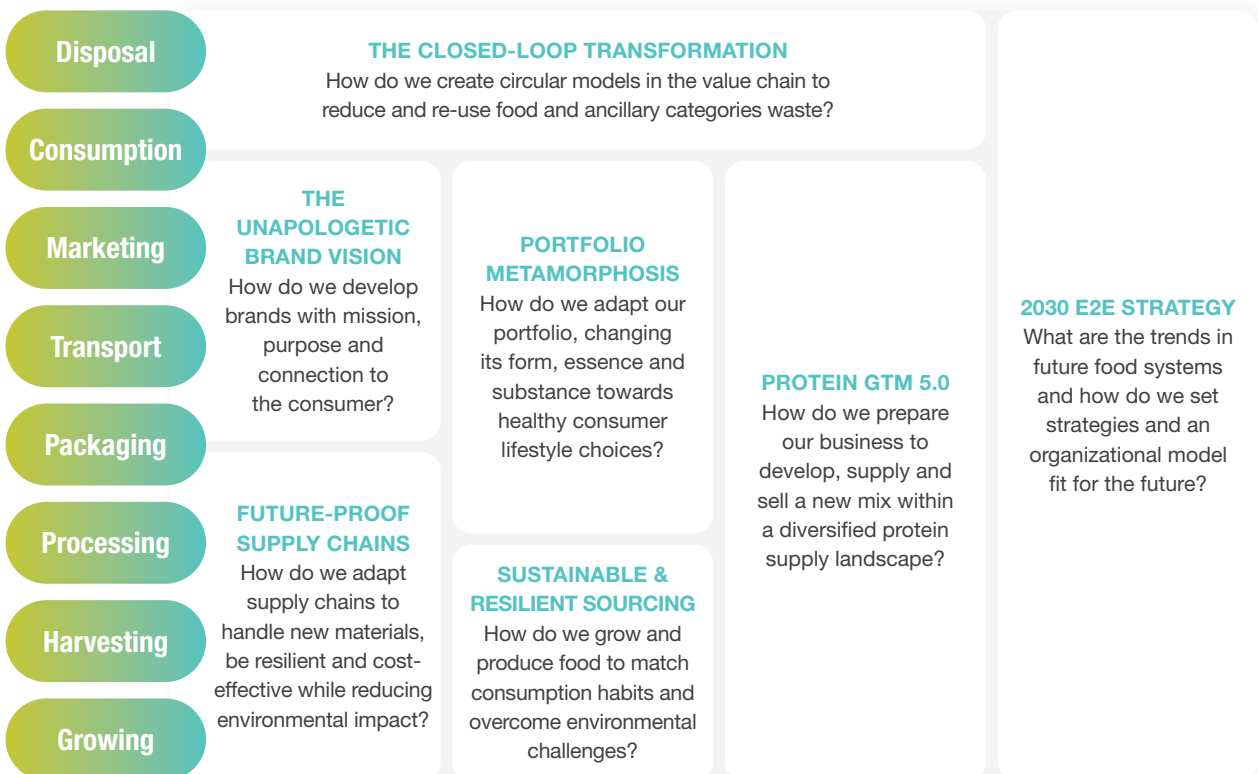 Disposal
Consumption
Marketing
Transport
Packaging
Processing
Harvesting
Growing
THE CLOSED-LOOP TRANSFORMATION
How do we create circular models in the value chain to
reduce and re-use food and ancillary categories waste?
THE
UNAPOLOGETIC
BRAND VISION
How do we develop
brands with mission,
purpose and
connection to
the consumer?
FUTURE-PROOF
SUPPLY CHAINS
How do we adapt
supply chains to
handle new materials,
be resilient and cost-
effective while reducing
environmental impact?
PORTFOLIO
METAMORPHOSIS
How do we adapt our
portfolio, changing
its form, essence and
substance towards
healthy consumer
lifestyle choices?
SUSTAINABLE &
RESILIENT SOURCING
How do we grow and
produce food to match
consumption habits and
overcome environmental
challenges?
PROTEIN GTM 5.0
How do we prepare
our business to
develop, supply and
sell a new mix within
a diversified protein
supply landscape?
2030 E2E STRATEGY
What are the trends in
future food systems
and how do we set
strategies and an
organizational model
fit for the future?